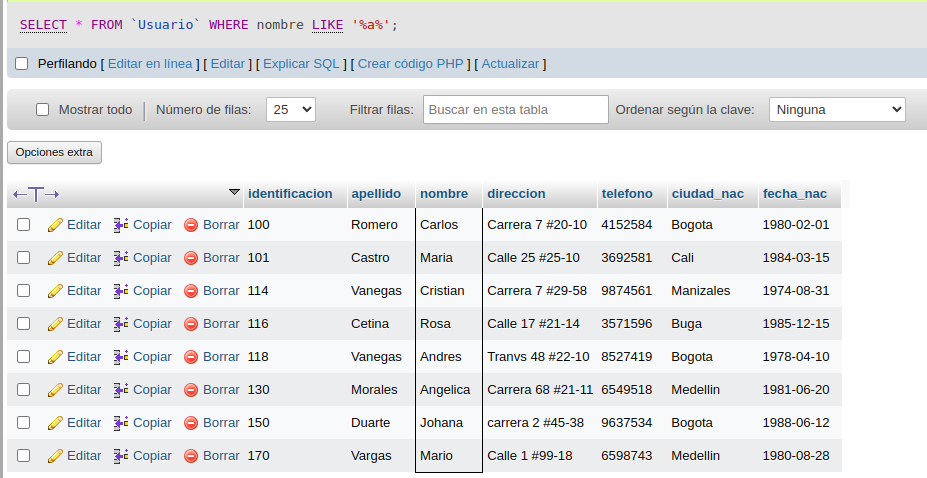 SELECT * FROM `Usuario` WHERE nombre LIKE '%a%';
Perfilando [ Editar en línea ] [ Editar ] [ Explicar SQL ] [ Crear código PHP ] [ Actualizar ]
Mostrar todo Número de filas: 25 Filtrar filas: Buscar en esta tabla Ordenar según la clave: Ninguna
Opciones extra
identificacion apellido nombre direccion telefono ciudad_nac fecha_nac
Editar Copiar Borrar 100 Romero Carlos Carrera 7 #20-10 4152584 Bogota 1980-02-01
Editar Copiar Borrar 101 Castro Maria Calle 25 #25-10 3692581 Cali 1984-03-15
Editar Copiar Borrar 114 Vanegas Cristian Carrera 7 #29-58 9874561 Manizales 1974-08-31
Editar Copiar Borrar 116 Cetina Rosa Calle 17 #21-14 3571596 Buga 1985-12-15
Editar Copiar Borrar 118 Vanegas Andres Tranvs 48 #22-10 8527419 Bogota 1978-04-10
Editar Copiar Borrar 130 Morales Angelica Carrera 68 #21-11 6549518 Medellin 1981-06-20
Editar Copiar Borrar 150 Duarte Johana carrera 2 #45-38 9637534 Bogota 1988-06-12
Editar Copiar Borrar 170 Vargas Mario Calle 1 #99-18 6598743 Medellin 1980-08-28